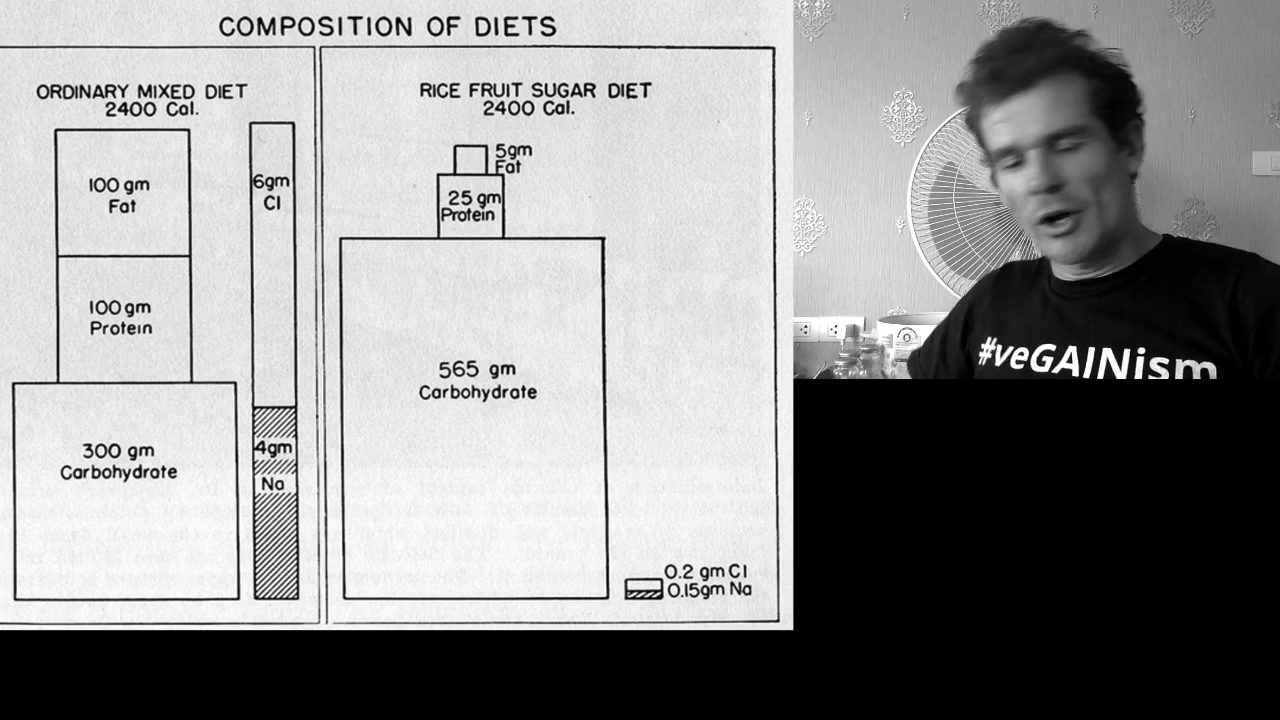 COMPOSITION OF DIETS
ORDINARY MIXED DIET
2400 Cal.
100 gm
Fat
100 gm
Protein
300 gm
Carbohydrate
6gm
Cl
4gm
Na
RICE FRUIT SUGAR DIET
2400 Cal.
5gm
Fat
25 gm
Protein
565 gm
Carbohydrate
0.2 gm Cl
0.15gm Na
#veGAINism